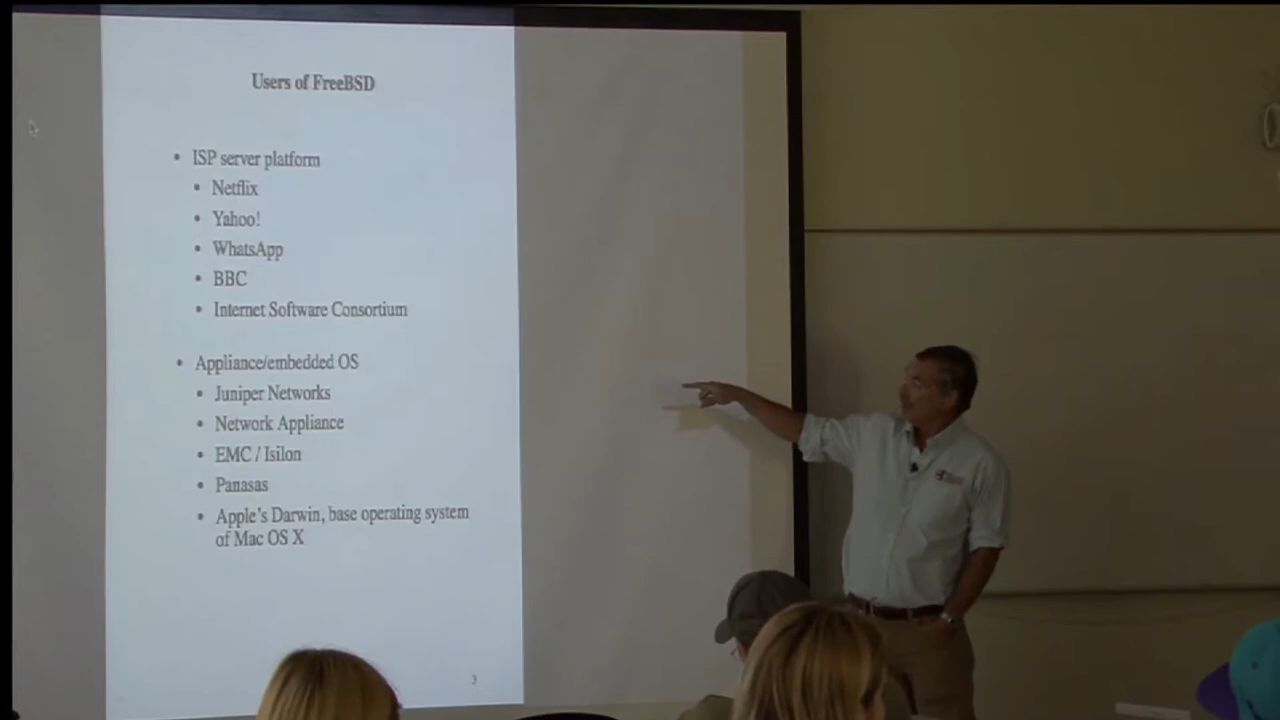 Users of FreeBSD
• ISP server platform
• Netflix
• Yahoo!
• WhatsApp
• BBC
• Internet Software Consortium
• Appliance/embedded OS
• Juniper Networks
• Network Appliance
• EMC / Isilon
• Panasas
• Apple's Darwin, base operating system
of Mac OS X
3